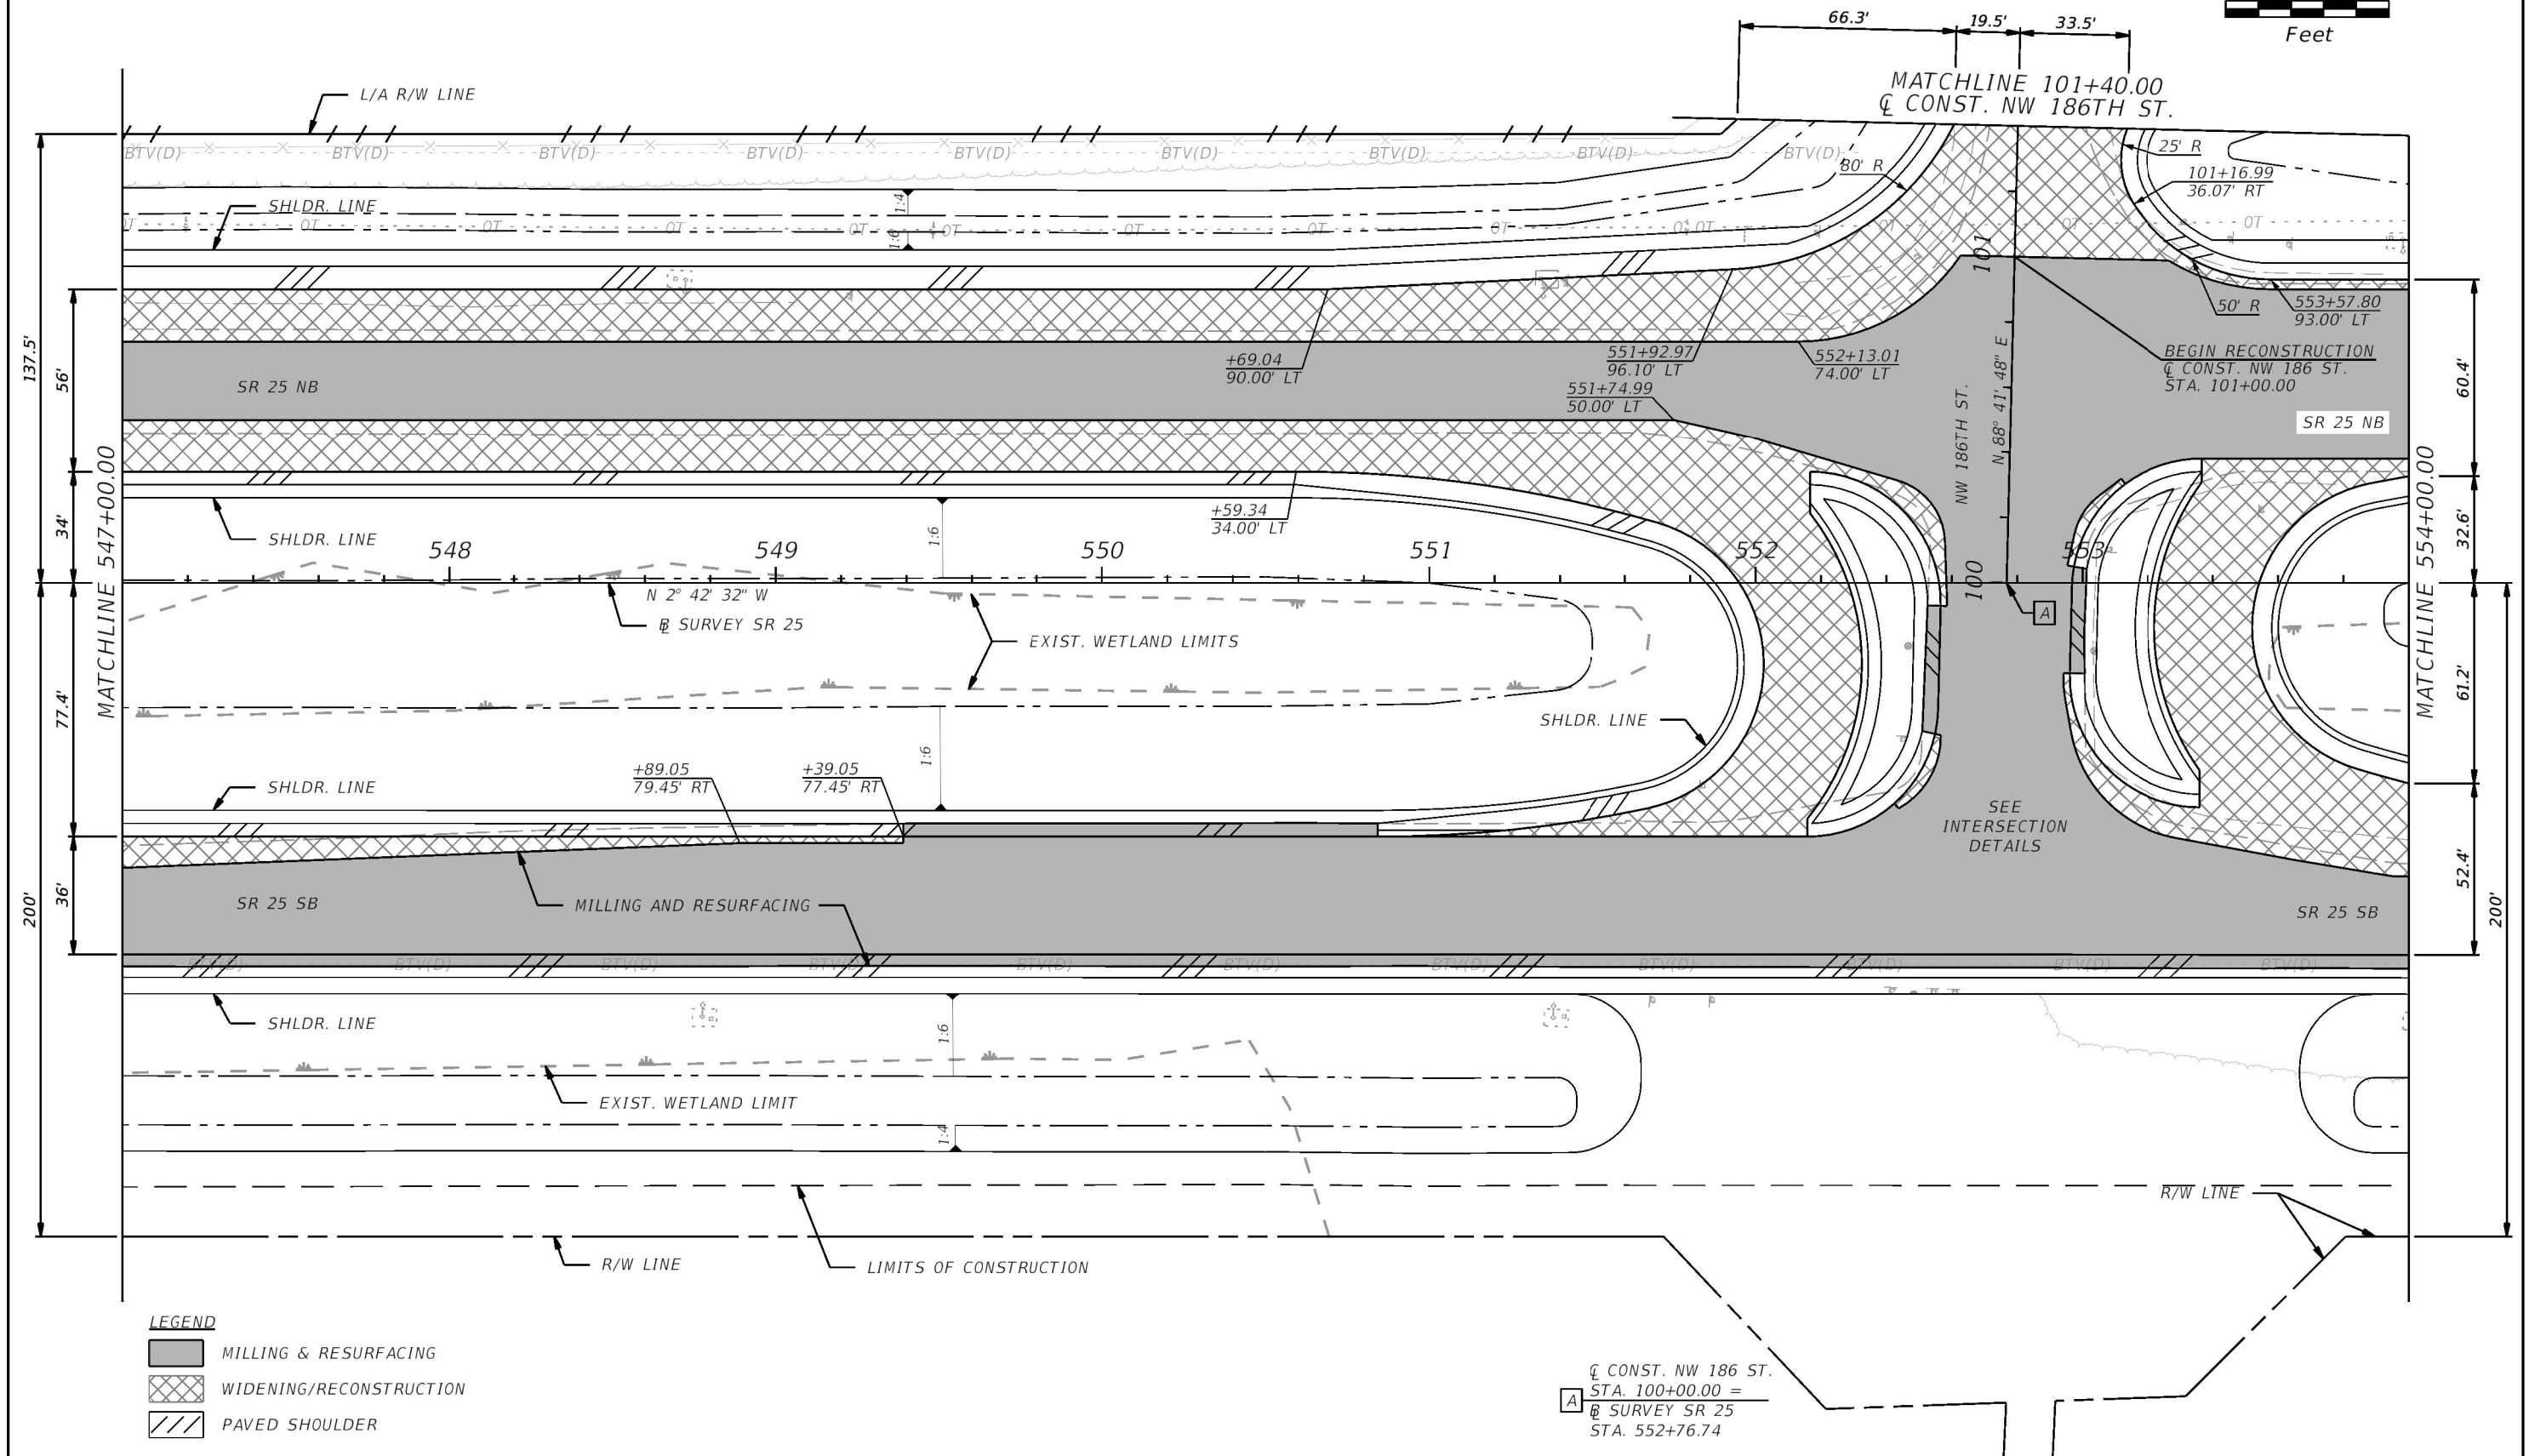 66.3'
19.5'
33.5'
Feet
MATCHLINE 101+40.00
℄ CONST. NW 186TH ST.
L/A R/W LINE
BTV(D) BTV(D) BTV(D) BTV(D) BTV(D) BTV(D) BTV(D) BTV(D) BTV(D)
80' R
25' R
101+16.99
36.07' RT
1:4
SHLDR. LINE
OT OT OT OT OT OT OT OT OT OT OT OT OT OT
1:6
101
137.5'
56'
50' R
553+57.80
93.00' LT
+69.04
90.00' LT
551+92.97
96.10' LT
552+13.01
74.00' LT
BEGIN RECONSTRUCTION
℄ CONST. NW 186 ST.
STA. 101+00.00
60.4'
SR 25 NB
551+74.99
50.00' LT
NW 186TH ST.
N 88° 41' 48" E
SR 25 NB
MATCHLINE 547+00.00
34'
SHLDR. LINE
1:6
+59.34
34.00' LT
32.6'
MATCHLINE 554+00.00
548 549 550 551 552 553
100
N 2° 42' 32" W
BL SURVEY SR 25
EXIST. WETLAND LIMITS
A
77.4'
61.2'
SHLDR. LINE
1:6
SHLDR. LINE
+89.05
79.45' RT
+39.05
77.45' RT
SEE
INTERSECTION
DETAILS
200'
36'
SR 25 SB
MILLING AND RESURFACING
SR 25 SB
52.4'
200'
BTV(D) BTV(D) BTV(D) BTV(D) BTV(D) BTV(D) BTV(D) BTV(D) BTV(D) BTV(D) BTV(D)
SHLDR. LINE
1:6
EXIST. WETLAND LIMIT
1:4
R/W LINE
R/W LINE
LIMITS OF CONSTRUCTION
LEGEND
MILLING & RESURFACING
WIDENING/RECONSTRUCTION
PAVED SHOULDER
A
℄ CONST. NW 186 ST.
STA. 100+00.00 =
BL SURVEY SR 25
STA. 552+76.74